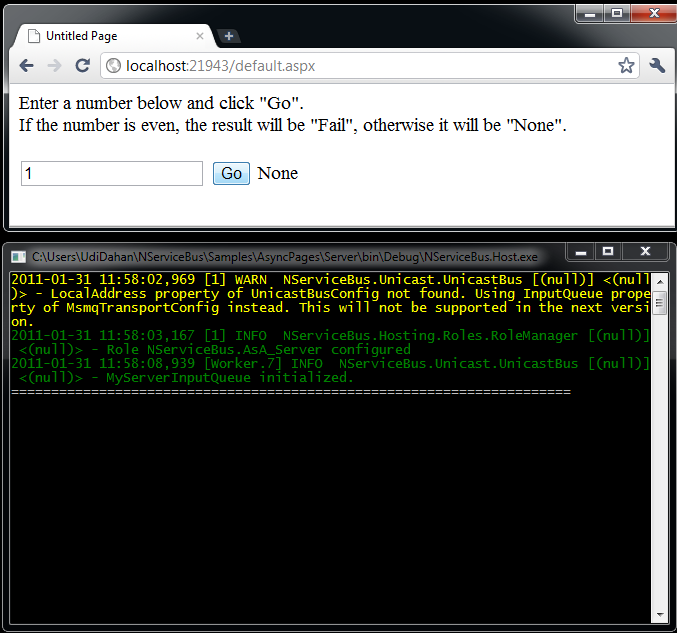 Untitled Page
localhost:21943/default.aspx
Enter a number below and click "Go".
If the number is even, the result will be "Fail", otherwise it will be "None".
1 Go None
C:\Users\UdiDahan\NServiceBus\Samples\AsyncPages\Server\bin\Debug\NServiceBus.Host.exe
2011-01-31 11:58:02,969 [1] WARN  NServiceBus.Unicast.UnicastBus [(null)] <(null
)> - LocalAddress property of UnicastBusConfig not found. Using InputQueue prope
rty of MsmqTransportConfig instead. This will not be supported in the next versi
on.
2011-01-31 11:58:03,167 [1] INFO  NServiceBus.Hosting.Roles.RoleManager [(null)]
 <(null)> - Role NServiceBus.AsA_Server configured
2011-01-31 11:58:08,939 [Worker.7] INFO  NServiceBus.Unicast.UnicastBus [(null)]
 <(null)> - MyServerInputQueue initialized.
======================================================================